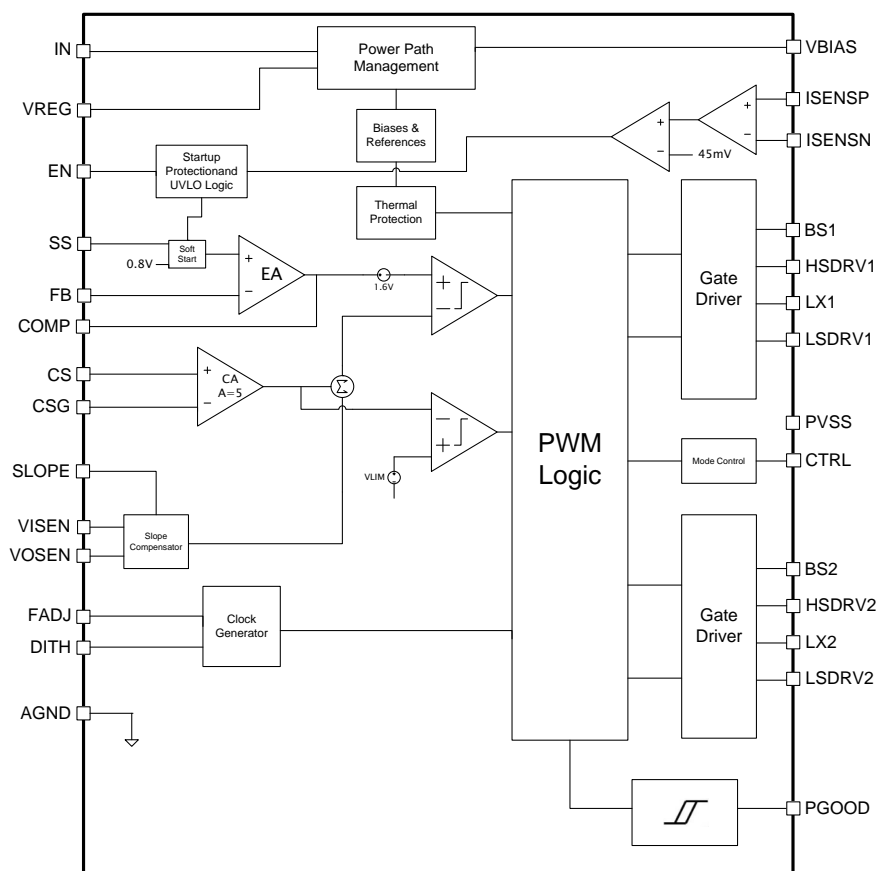 IN
VREG
EN
SS
FB
COMP
CS
CSG
SLOPE
VISEN
VOSEN
FADJ
DITH
AGND
Power Path
Management
Biases &
References
Thermal
Protection
Startup
Protectionand
UVLO Logic
Soft
Start
0.8V
+
−
EA
1.6V
+
−
+
−
CA
A=5
Σ
−
+
VLIM
Slope
Compensator
Clock
Generator
+
−
45mV
+
−
PWM
Logic
Gate
Driver
Mode Control
Gate
Driver
VBIAS
ISENSP
ISENSN
BS1
HSDRV1
LX1
LSDRV1
PVSS
CTRL
BS2
HSDRV2
LX2
LSDRV2
PGOOD